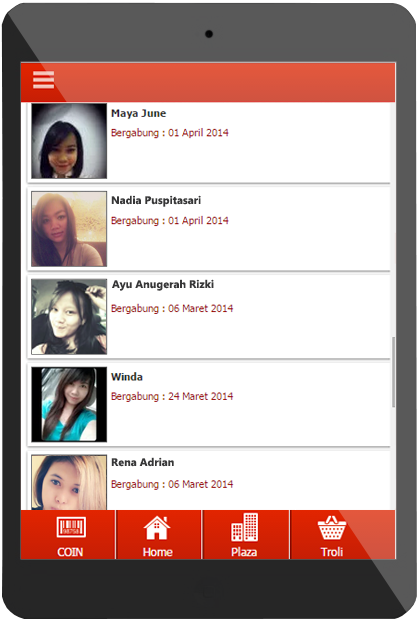 Maya June
Bergabung : 01 April 2014
Nadia Puspitasari
Bergabung : 01 April 2014
Ayu Anugerah Rizki
Bergabung : 06 Maret 2014
Winda
Bergabung : 24 Maret 2014
Rena Adrian
Bergabung : 06 Maret 2014
98758
COIN
Home
Plaza
Troli